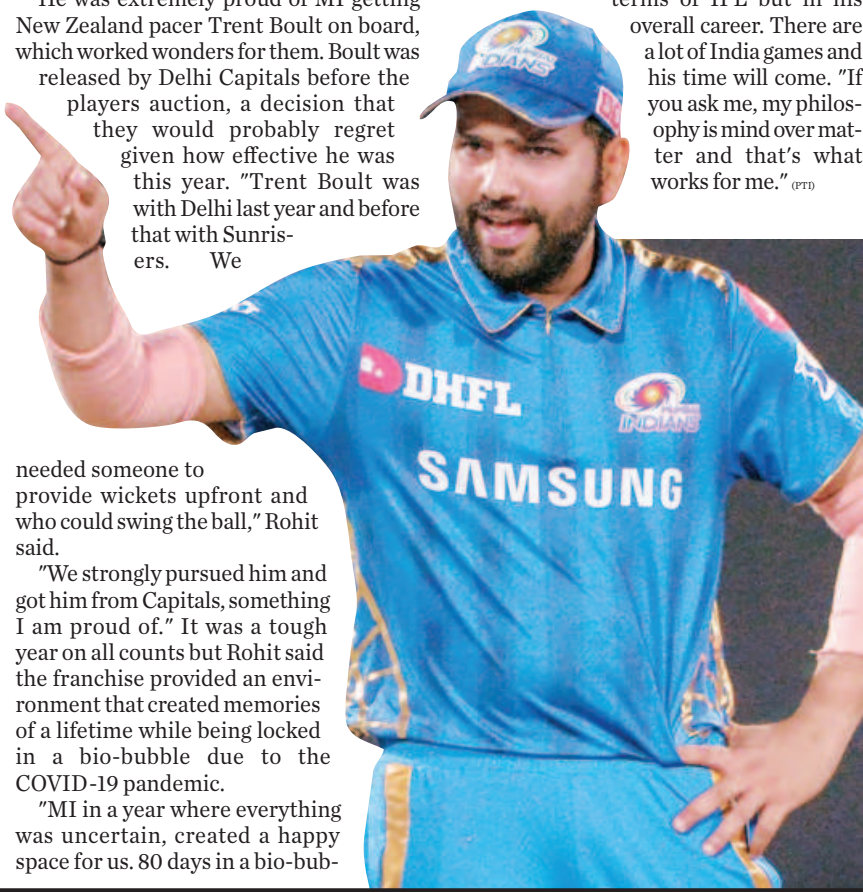 He was extremely proud of MI getting
New Zealand pacer Trent Boult on board,
which worked wonders for them. Boult was
released by Delhi Capitals before the
players auction, a decision that
they would probably regret
given how effective he was
this year. "Trent Boult was
with Delhi last year and before
that with Sunris-
ers. We
needed someone to
provide wickets upfront and
who could swing the ball," Rohit
said.
"We strongly pursued him and
got him from Capitals, something
I am proud of." It was a tough
year on all counts but Rohit said
the franchise provided an envi-
ronment that created memories
of a lifetime while being locked
in a bio-bubble due to the
COVID-19 pandemic.
"MI in a year where everything
was uncertain, created a happy
space for us. 80 days in a bio-bub-
terms of IPL but in his
overall career. There are
a lot of India games and
his time will come. "If
you ask me, my philos-
ophy is mind over mat-
ter and that's what
works for me." (PTI)
INDIANS
DHFL
INDIANS
SAMSUNG